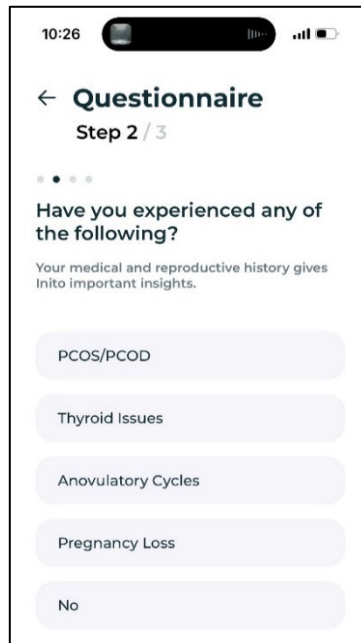 10:26
← Questionnaire
Step 2 / 3
Have you experienced any of
the following?
Your medical and reproductive history gives
Inito important insights.
PCOS/PCOD
Thyroid Issues
Anovulatory Cycles
Pregnancy Loss
No